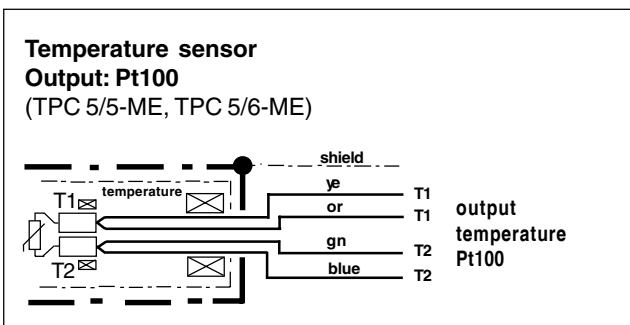 Temperature sensor
Output: Pt100
(TPC 5/5-ME, TPC 5/6-ME)
shield
T1
temperature
ye
T1
or
T1
output
temperature
Pt100
gn
T2
T2
blue
T2